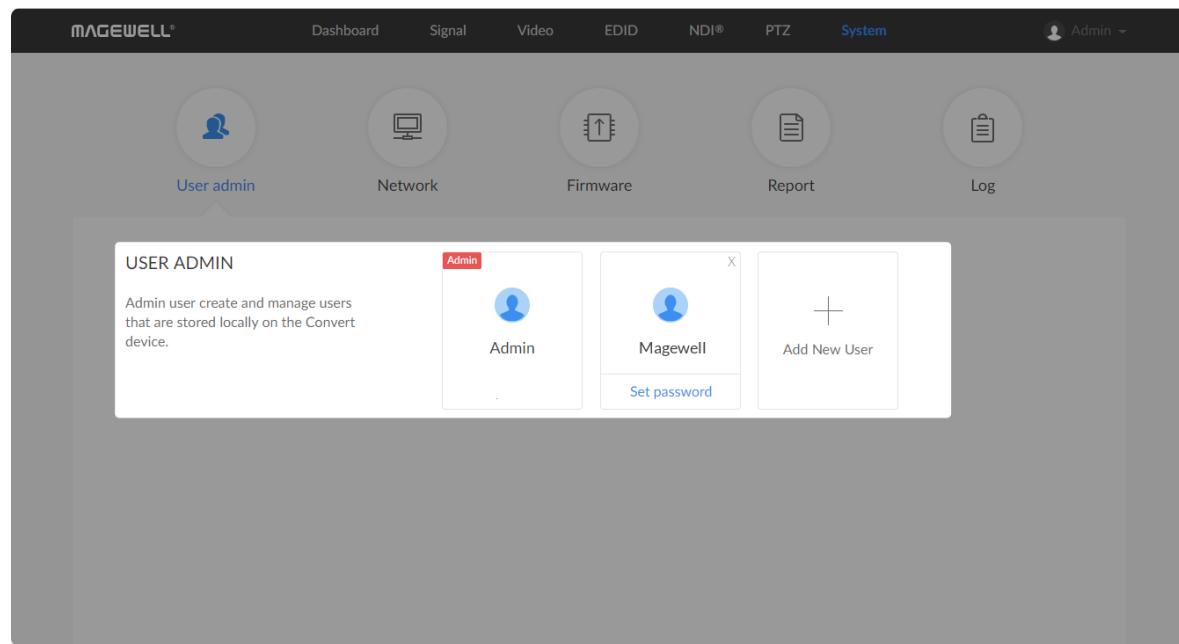 MAGEWELL®
Dashboard Signal Video EDID NDI® PTZ System Admin
User admin Network Firmware Report Log
USER ADMIN
Admin user create and manage users
that are stored locally on the Convert
device.
Admin
Admin
X
Magewell
Set password
Add New User